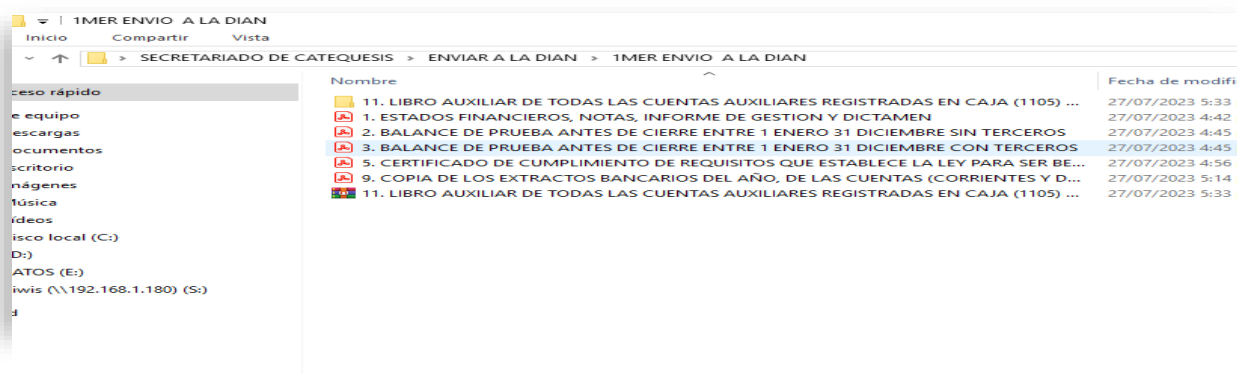 1MER ENVIO A LA DIAN
Inicio Compartir Vista
SECRETARIADO DE CATEQUESIS > ENVIAR A LA DIAN > 1MER ENVIO A LA DIAN
Nombre Fecha de modifi
ceso rápido
11. LIBRO AUXILIAR DE TODAS LAS CUENTAS AUXILIARES REGISTRADAS EN CAJA (1105) ... 27/07/2023 5:33
e equipo 1. ESTADOS FINANCIEROS, NOTAS, INFORME DE GESTION Y DICTAMEN 27/07/2023 4:42
escargas 2. BALANCE DE PRUEBA ANTES DE CIERRE ENTRE 1 ENERO 31 DICIEMBRE SIN TERCEROS 27/07/2023 4:45
ocumentos 3. BALANCE DE PRUEBA ANTES DE CIERRE ENTRE 1 ENERO 31 DICIEMBRE CON TERCEROS 27/07/2023 4:45
scritorio 5. CERTIFICADO DE CUMPLIMIENTO DE REQUISITOS QUE ESTABLECE LA LEY PARA SER BE... 27/07/2023 4:56
nágenes 9. COPIA DE LOS EXTRACTOS BANCARIOS DEL AÑO, DE LAS CUENTAS (CORRIENTES Y D... 27/07/2023 5:14
lúsica 11. LIBRO AUXILIAR DE TODAS LAS CUENTAS AUXILIARES REGISTRADAS EN CAJA (1105) ... 27/07/2023 5:33
ídeos
isco local (C:)
D:)
ATOS (E:)
iwis (\\192.168.1.180) (S:)